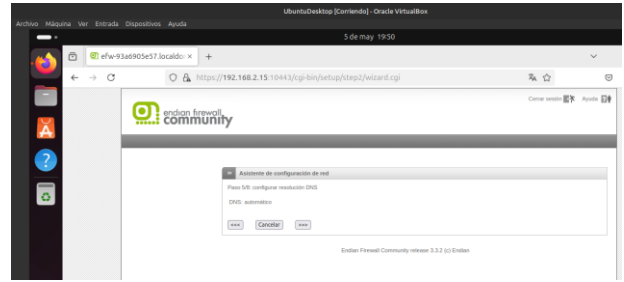 UbuntuDesktop [Corriendo] - Oracle VirtualBox
Archivo Máquina Ver Entrada Dispositivos Ayuda
5 de may 19:50
efw-93a6905e57.localdo
https://192.168.2.15:10443/cgi-bin/setup/step2/wizard.cgi
Cerrar sesión Ayuda
endian firewall
community
Asistente de configuración de red
Paso 5/8: configurar resolución DNS
DNS: automático
<<< Cancelar >>>
Endian Firewall Community release 3.3.2 (c) Endian